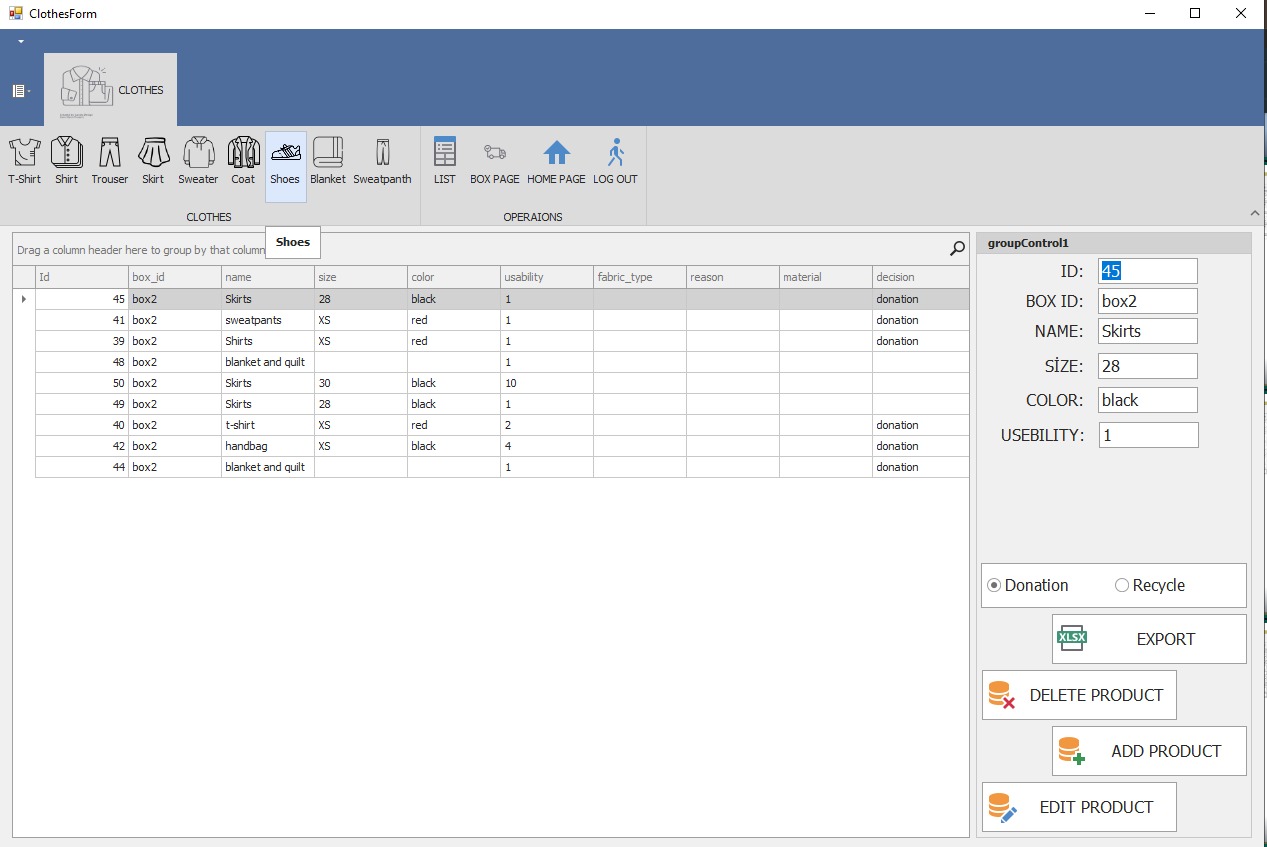 ClothesForm
CLOTHES
T-Shirt Shirt Trouser Skirt Sweater Coat Shoes Blanket Sweatpanth LIST BOX PAGE HOME PAGE LOG OUT
CLOTHES OPERAIONS
Shoes
Drag a column header here to group by that column
Id box_id name size color usability fabric_type reason material decision
45 box2 Skirts 28 black 1 donation
41 box2 sweatpants XS red 1 donation
39 box2 Shirts XS red 1 donation
48 box2 blanket and quilt 1
50 box2 Skirts 30 black 10
49 box2 Skirts 28 black 1
40 box2 t-shirt XS red 2 donation
42 box2 handbag XS black 4 donation
44 box2 blanket and quilt 1 donation
groupControl1
ID: 45
BOX ID: box2
NAME: Skirts
SİZE: 28
COLOR: black
USEBILITY: 1
Donation Recycle
XLSX EXPORT
DELETE PRODUCT
ADD PRODUCT
EDIT PRODUCT